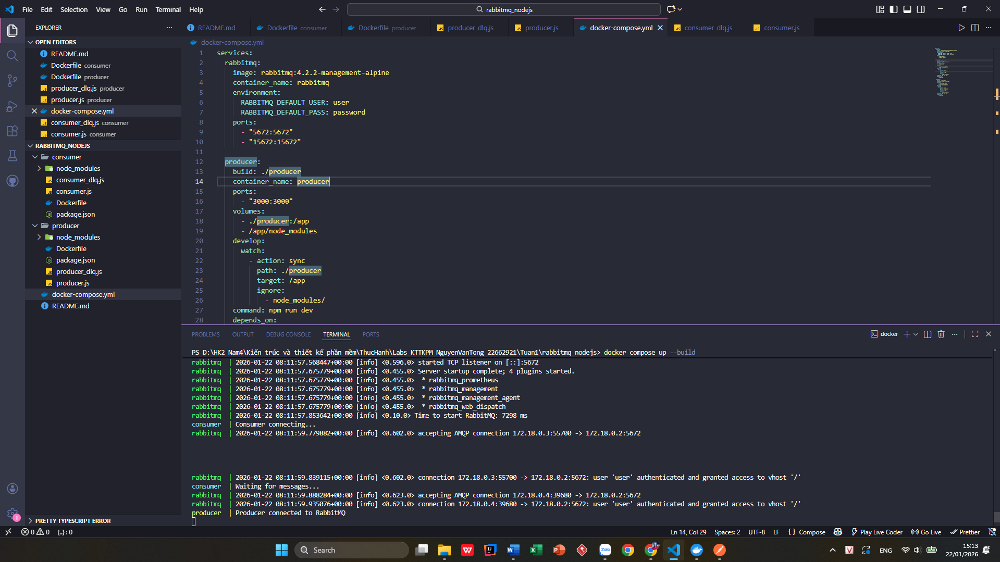 File Edit Selection View Go Run Terminal Help
rabbitmq_nodejs
EXPLORER
OPEN EDITORS
README.md
Dockerfile consumer
Dockerfile producer
producer_dlq.js producer
producer.js producer
docker-compose.yml
consumer_dlq.js consumer
consumer.js consumer
RABBITMQ_NODEJS
consumer
node_modules
consumer_dlq.js
consumer.js
Dockerfile
package.json
producer
node_modules
Dockerfile
package.json
producer_dlq.js
producer.js
docker-compose.yml
README.md
PRETTY TYPESCRIPT ERROR
README.md
Dockerfile consumer
Dockerfile producer
producer_dlq.js
producer.js
docker-compose.yml
consumer_dlq.js
consumer.js
docker-compose.yml
1 services:
2 rabbitmq:
3 image: rabbitmq:4.2.2-management-alpine
4 container_name: rabbitmq
5 environment:
6 RABBITMQ_DEFAULT_USER: user
7 RABBITMQ_DEFAULT_PASS: password
8 ports:
9 - "5672:5672"
10 - "15672:15672"
11
12 producer:
13 build: ./producer
14 container_name: producer
15 ports:
16 - "3000:3000"
17 volumes:
18 - ./producer:/app
19 - /app/node_modules
20 develop:
21 watch:
22 - action: sync
23 path: ./producer
24 target: /app
25 ignore:
26 - node_modules/
27 command: npm run dev
28 depends_on:
PROBLEMS OUTPUT DEBUG CONSOLE TERMINAL PORTS
docker
PS D:\HK2_Nam4\Kiến trúc và thiết kế phần mềm\ThucHanh\Labs_KTTKPM_NguyenVanTong_22662921\Tuan1\rabbitmq_nodejs> docker compose up --build
rabbitmq | 2026-01-22 08:11:57.568447+00:00 [info] <0.596.0> started TCP listener on [::]:5672
rabbitmq | 2026-01-22 08:11:57.675779+00:00 [info] <0.455.0> Server startup complete; 4 plugins started.
rabbitmq | 2026-01-22 08:11:57.675779+00:00 [info] <0.455.0> * rabbitmq_prometheus
rabbitmq | 2026-01-22 08:11:57.675779+00:00 [info] <0.455.0> * rabbitmq_management
rabbitmq | 2026-01-22 08:11:57.675779+00:00 [info] <0.455.0> * rabbitmq_management_agent
rabbitmq | 2026-01-22 08:11:57.675779+00:00 [info] <0.455.0> * rabbitmq_web_dispatch
rabbitmq | 2026-01-22 08:11:57.853642+00:00 [info] <0.10.0> Time to start RabbitMQ: 7298 ms
consumer | Consumer connecting...
rabbitmq | 2026-01-22 08:11:59.779882+00:00 [info] <0.602.0> accepting AMQP connection 172.18.0.3:55700 -> 172.18.0.2:5672
rabbitmq | 2026-01-22 08:11:59.839115+00:00 [info] <0.602.0> connection 172.18.0.3:55700 -> 172.18.0.2:5672: user 'user' authenticated and granted access to vhost '/'
consumer | Waiting for messages...
rabbitmq | 2026-01-22 08:11:59.888284+00:00 [info] <0.623.0> accepting AMQP connection 172.18.0.4:39680 -> 172.18.0.2:5672
rabbitmq | 2026-01-22 08:11:59.935076+00:00 [info] <0.623.0> connection 172.18.0.4:39680 -> 172.18.0.2:5672: user 'user' authenticated and granted access to vhost '/'
producer | Producer connected to RabbitMQ
1
0 0 {..} : 0
Ln 14, Col 29 Spaces: 2 UTF-8 LF { } Compose Play Live Coder Go Live Prettier
Search
Zalo
V
ENG
15:13
22/01/2026